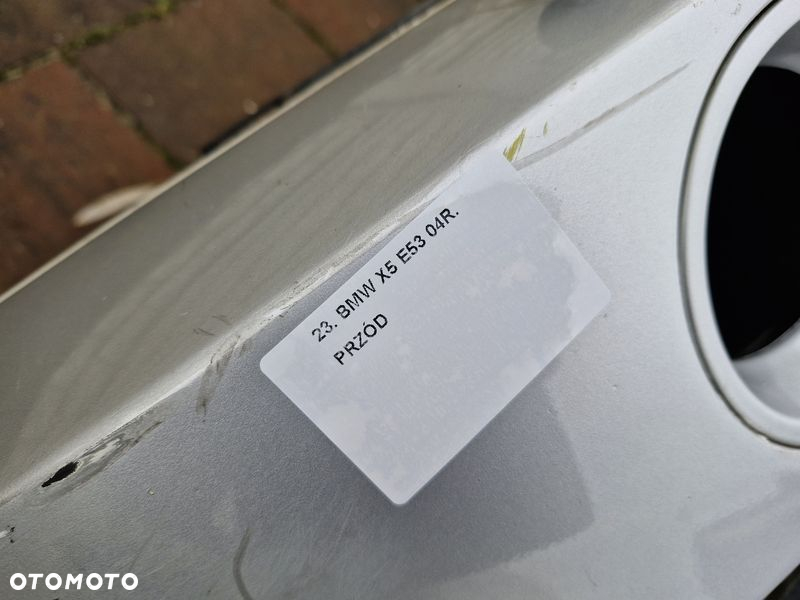 23. BMW X5 E53 04R.
PRZÓD
OTOMOTO